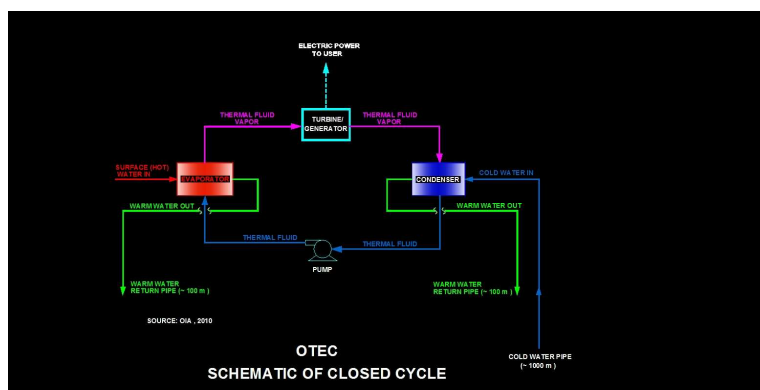 ELECTRIC POWER
TO USER
THERMAL FLUID
VAPOR
TURBINE/
GENERATOR
THERMAL FLUID
VAPOR
SURFACE (HOT)
WATER IN
EVAPORATOR
CONDENSER
COLD WATER IN
WARM WATER OUT
WARM WATER OUT
THERMAL FLUID
THERMAL FLUID
PUMP
WARM WATER
RETURN PIPE (~ 100 m )
WARM WATER
RETURN PIPE (~ 100 m )
SOURCE: OIA , 2010
OTEC
SCHEMATIC OF CLOSED CYCLE
COLD WATER PIPE
(~ 1000 m )